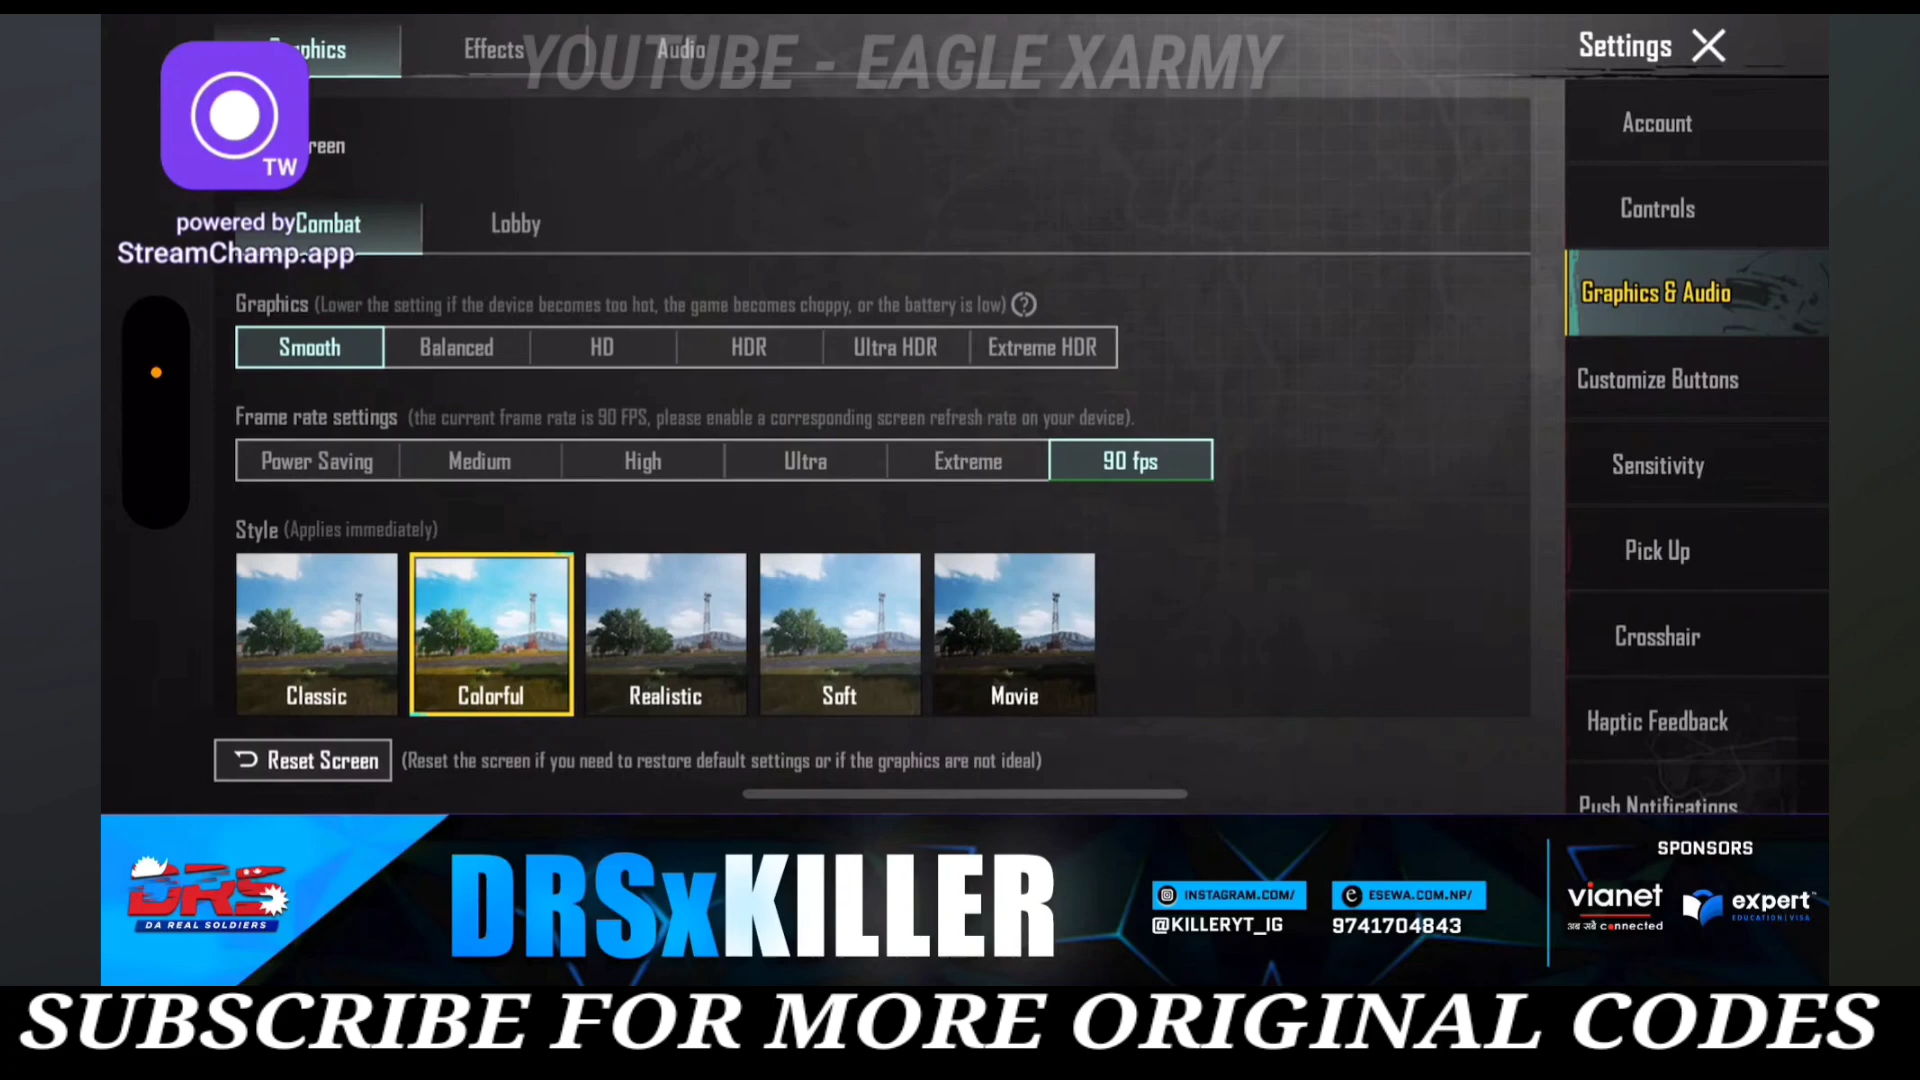 Graphics
Effects
Audio
YOUTUBE - EAGLE XARMY
Settings
TW
reen
powered by
StreamChamp.app
Combat
Lobby
Graphics (Lower the setting if the device becomes too hot, the game becomes choppy, or the battery is low) ?
Smooth
Balanced
HD
HDR
Ultra HDR
Extreme HDR
Frame rate settings (the current frame rate is 90 FPS, please enable a corresponding screen refresh rate on your device).
Power Saving
Medium
High
Ultra
Extreme
90 fps
Style (Applies immediately)
Classic
Colorful
Realistic
Soft
Movie
Reset Screen
(Reset the screen if you need to restore default settings or if the graphics are not ideal)
Account
Controls
Graphics & Audio
Customize Buttons
Sensitivity
Pick Up
Crosshair
Haptic Feedback
Push Notifications
DRS
DA REAL SOLDIERS
DRSxKILLER
INSTAGRAM.COM/
@KILLERYT_IG
ESEWA.COM.NP/
9741704843
SPONSORS
vianet
अब सबै connected
expert
EDUCATION | VISA
SUBSCRIBE FOR MORE ORIGINAL CODES